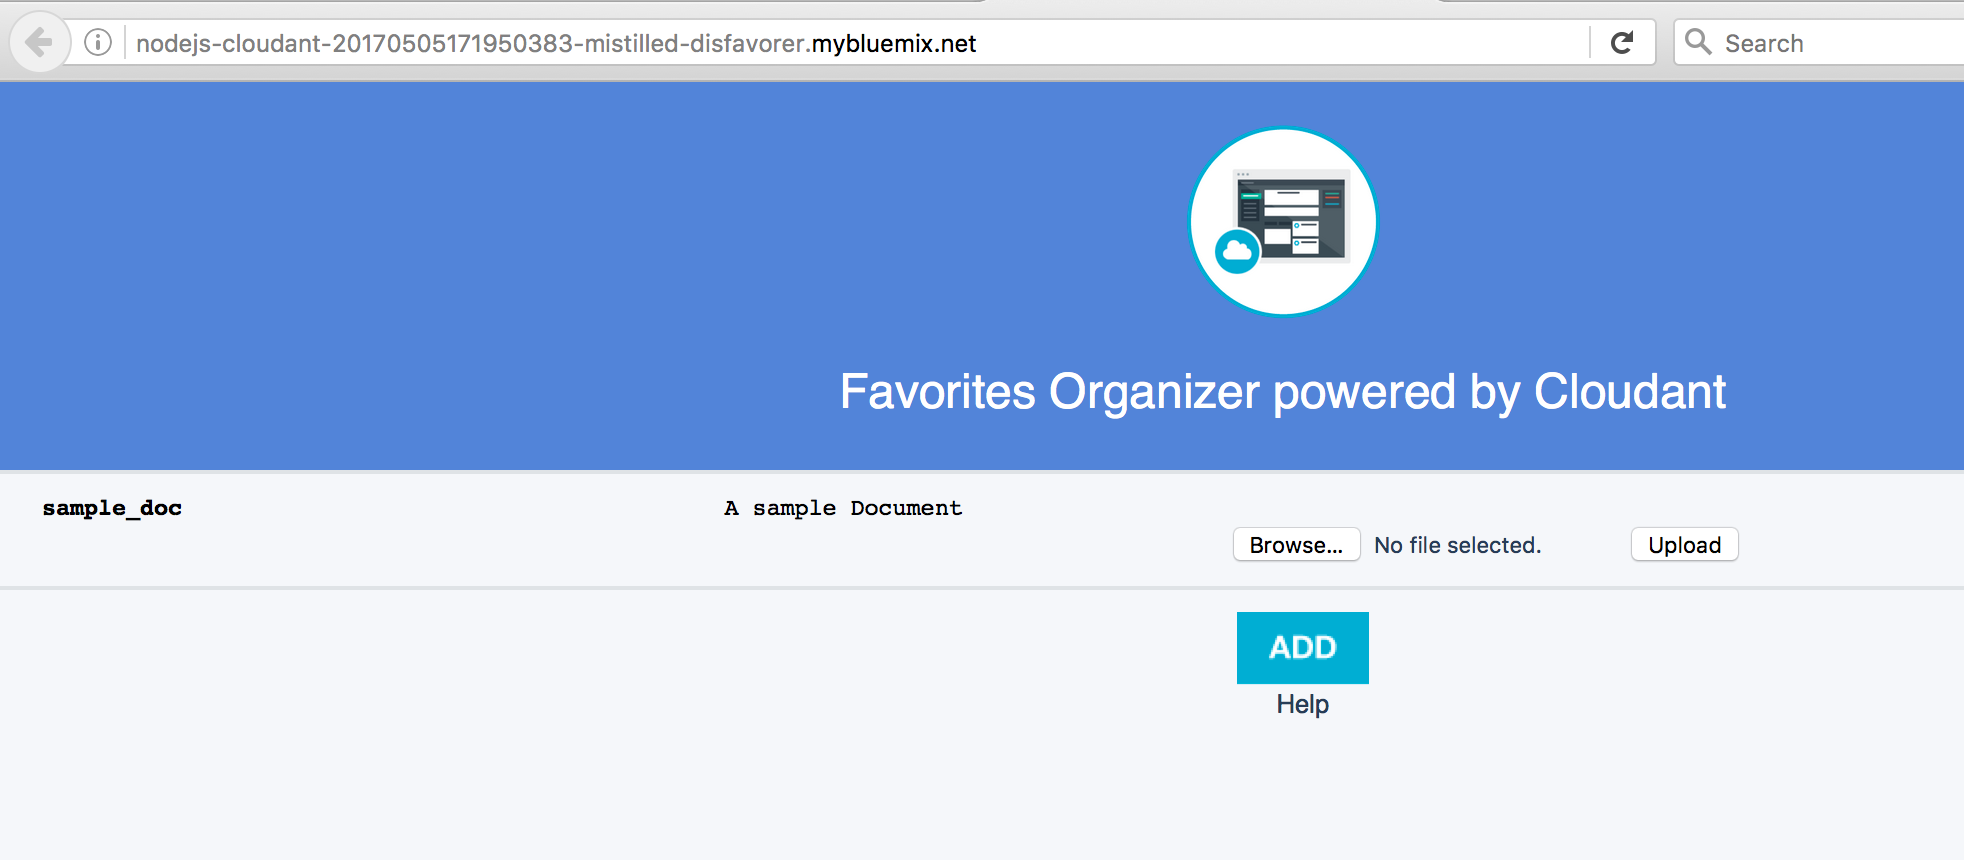 nodejs-cloudant-20170505171950383-mistilled-disfavorer.mybluemix.net
Search
Favorites Organizer powered by Cloudant
sample_doc
A sample Document
Browse...
No file selected.
Upload
ADD
Help